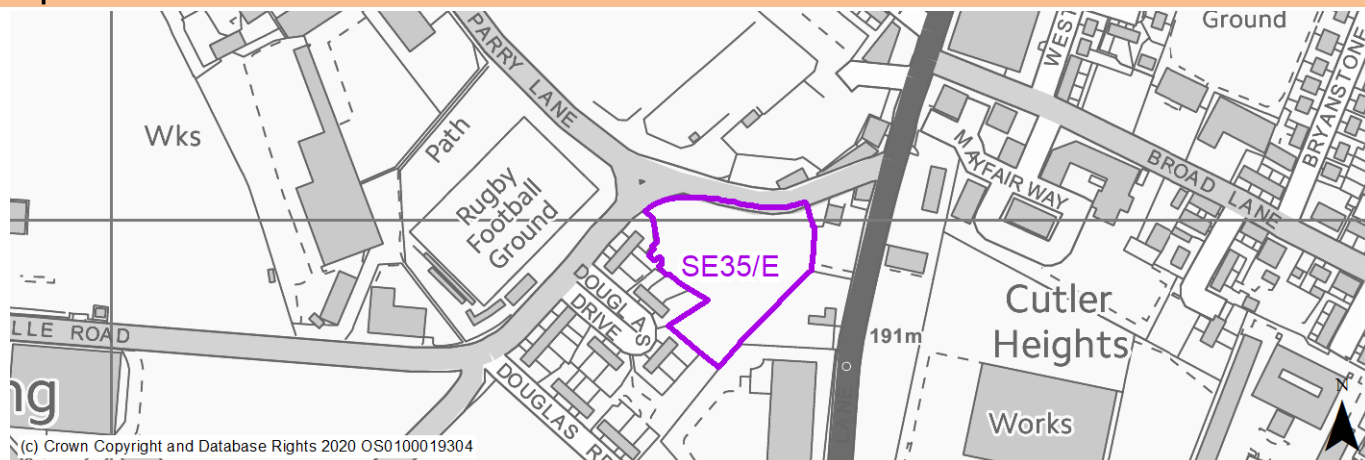 Ground
PARRY LANE
WEST
BRYANSTONE
Wks
Path
Rugby
Football
Ground
MAYFAIR WAY
BROAD LANE
SE35/E
DOUGLAS
DRIVE
Cutler
Heights
LLE ROAD
191m
ng
DOUGLAS RD
LANE
Works
N
(c) Crown Copyright and Database Rights 2020 OS0100019304